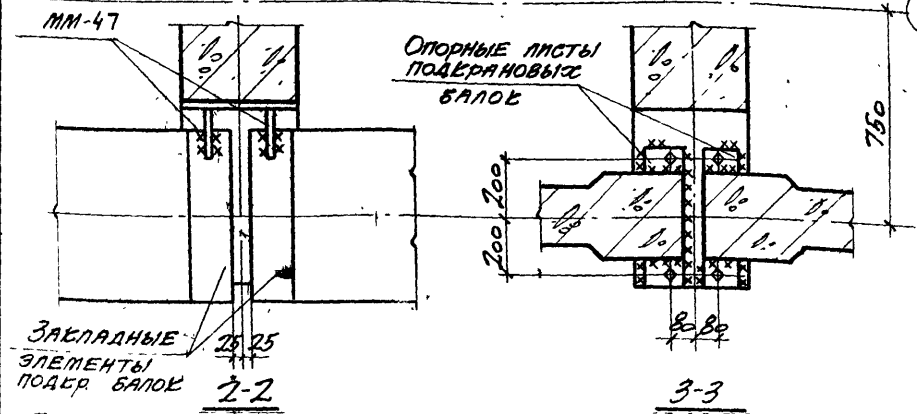 ММ-47
ОПОРНЫЕ ЛИСТЫ
ПОДКРАНОВЫХ
БАЛОК
750
200
200
80 80
ЗАКЛАДНЫЕ
ЭЛЕМЕНТЫ
ПОДКР. БАЛОК
25 25
2-2
3-3